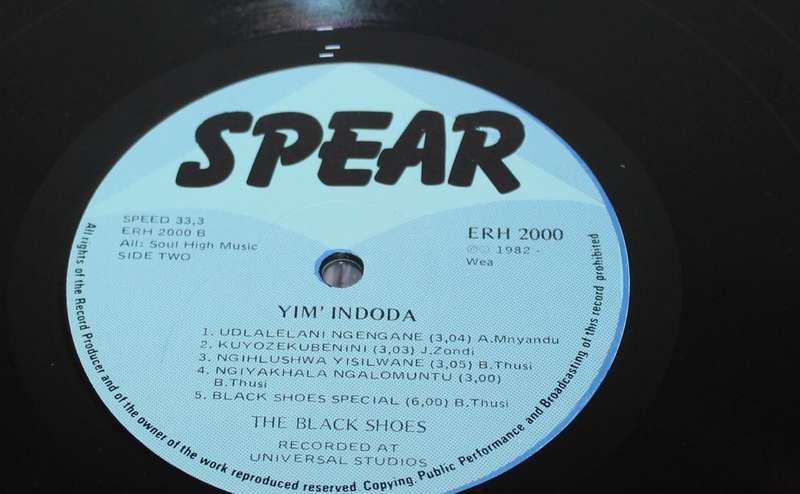 SPEAR
SPEED 33,3
ERH 2000 B
All: Soul High Music
SIDE TWO
ERH 2000
℗© 1982 -
Wea
YIM' INDODA
1. UDLALELANI NGENGANE (3,04) A.Mnyandu
2. KUYOZEKUBENINI (3,03) J.Zondi
3. NGIHLUSHWA YISILWANE (3,05) B.Thusi
4. NGIYAKHALA NGALOMUNTU (3,00)
B.Thusi
5. BLACK SHOES SPECIAL (6,00) B.Thusi
THE BLACK SHOES
RECORDED AT
UNIVERSAL STUDIOS
All rights of the Record Producer and of the owner of the work reproduced reserved. Copying, Public Performance and Broadcasting of this record prohibited